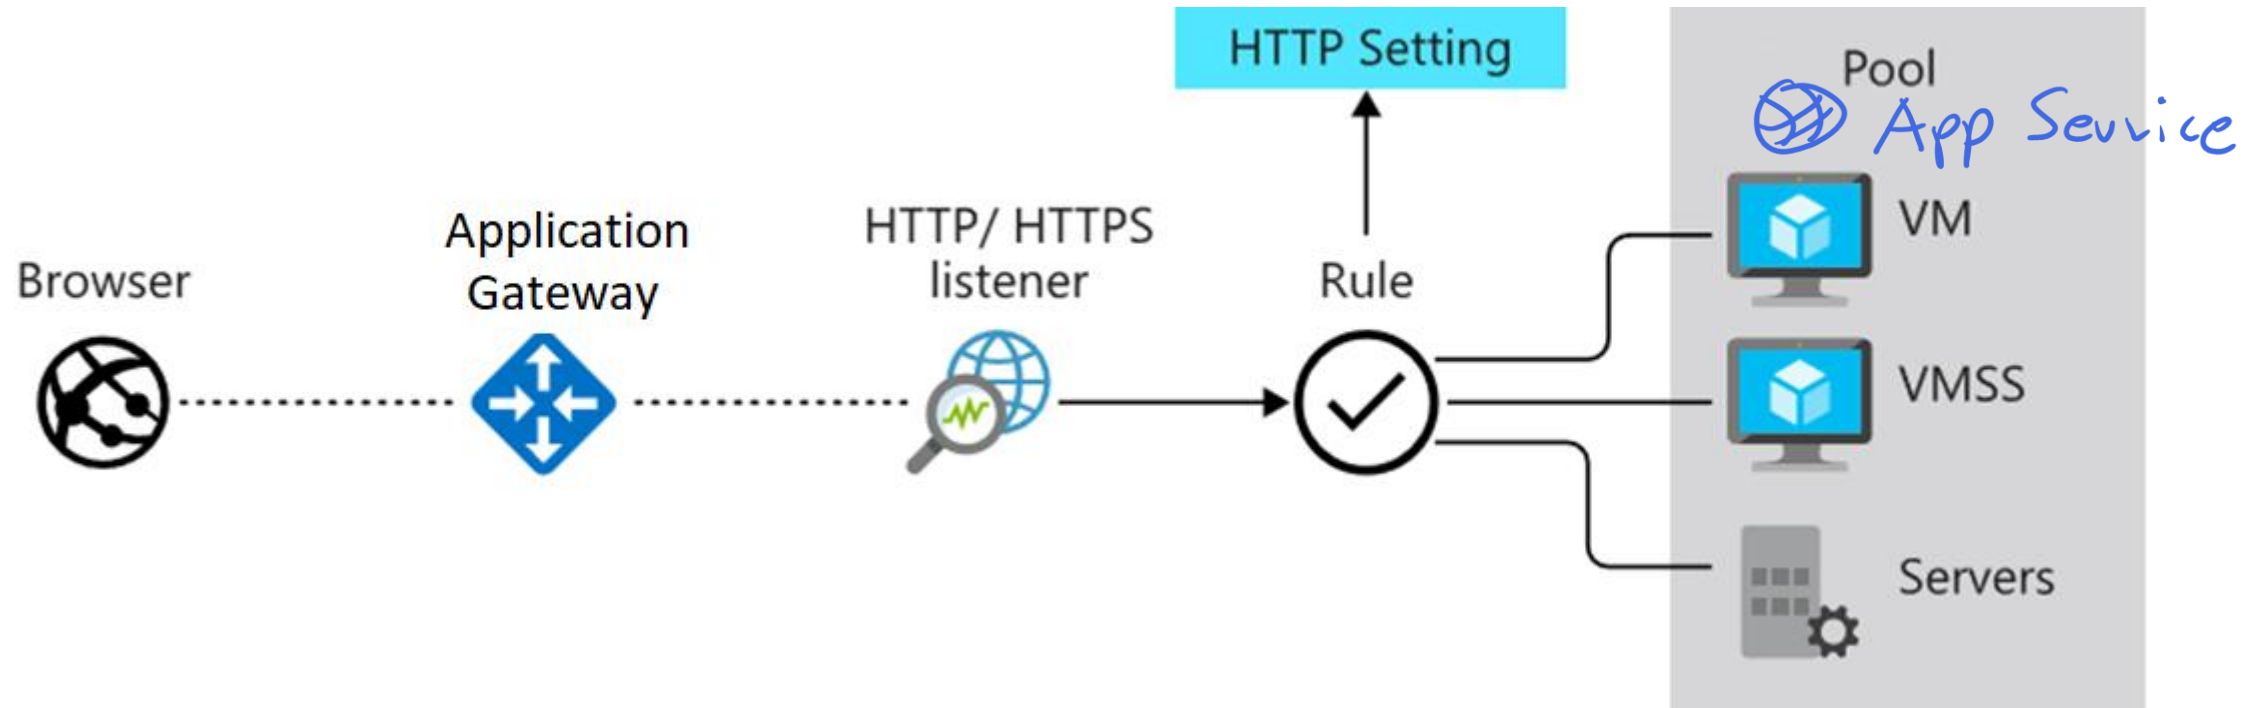 Browser
Application
Gateway
HTTP/ HTTPS
listener
Rule
HTTP Setting
Pool
App Service
VM
VMSS
Servers